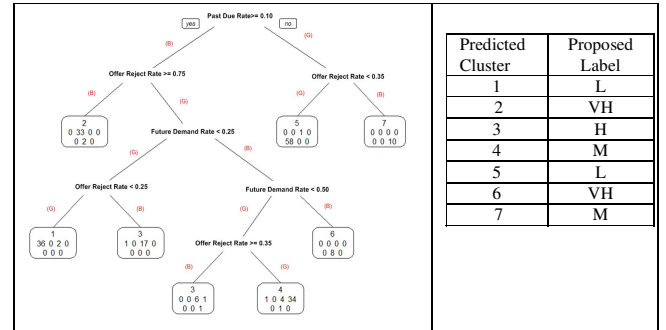 Past Due Rate>= 0.10
yes
no
(B)
(G)
Offer Reject Rate >= 0.75
Offer Reject Rate < 0.35
(B)
(G)
(G)
(B)
2
0 33 0 0
0 2 0
Future Demand Rate < 0.25
5
0 0 1 0
58 0 0
7
0 0 0 0
0 0 10
(G)
(B)
Offer Reject Rate < 0.25
Future Demand Rate < 0.50
(G)
(B)
(G)
(B)
1
36 0 2 0
0 0 0
3
1 0 17 0
0 0 0
Offer Reject Rate >= 0.35
6
0 0 0 0
0 8 0
(B)
(G)
3
0 0 6 1
0 0 1
4
1 0 4 34
0 1 0
Predicted Cluster Proposed Label
1 L
2 VH
3 H
4 M
5 L
6 VH
7 M